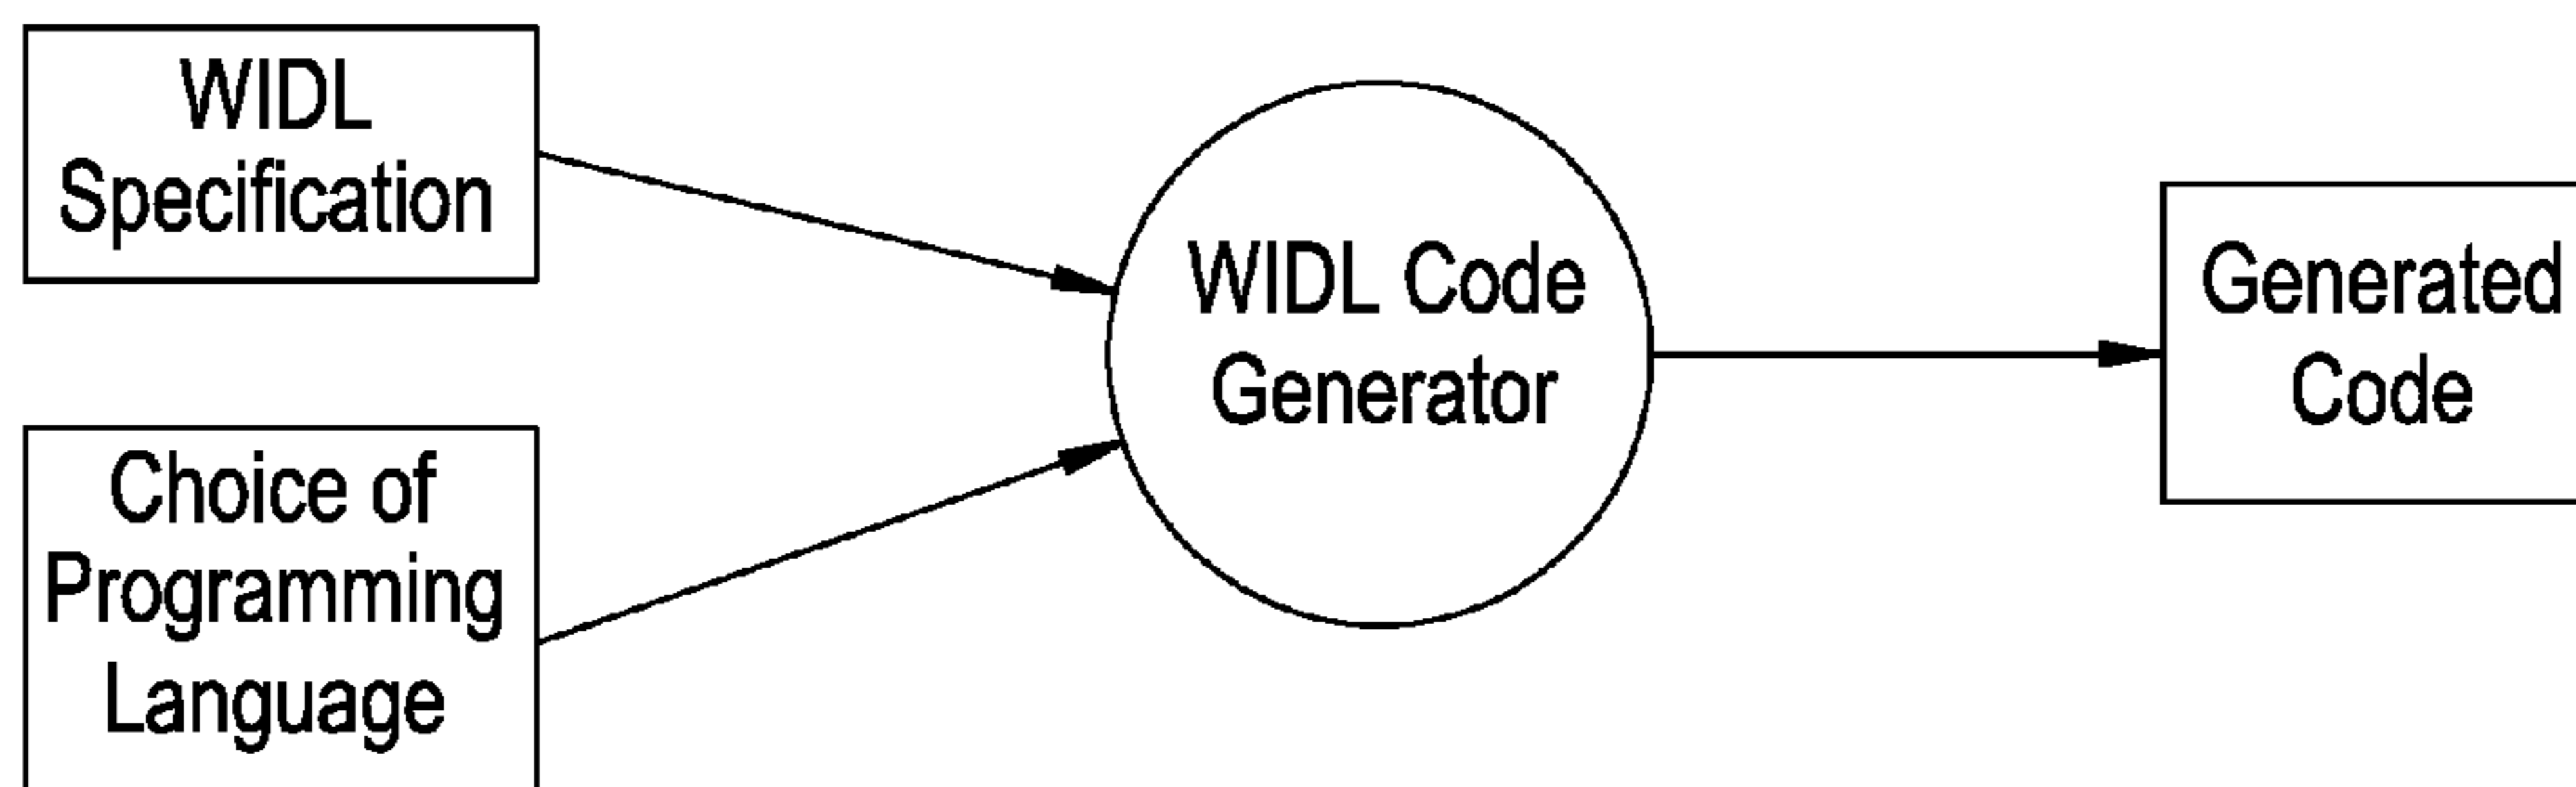 WIDL
Specification
Choice of
Programming
Language
WIDL Code
Generator
Generated
Code